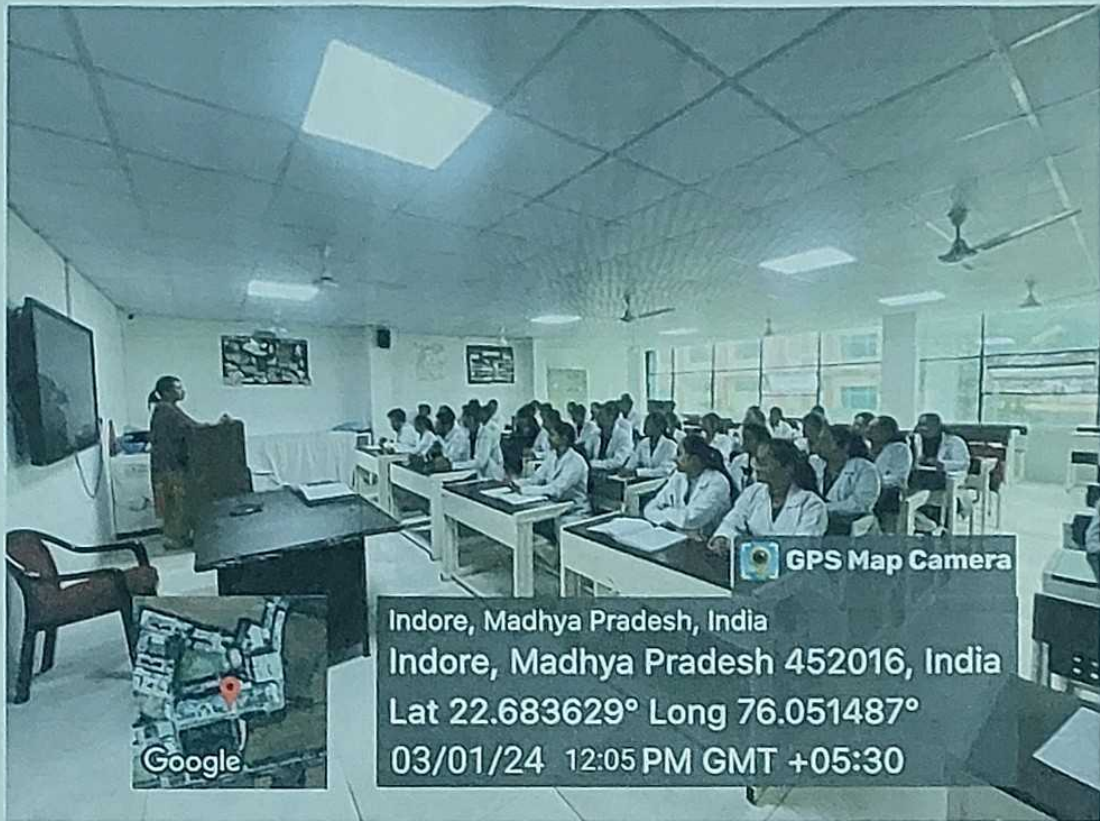 GPS Map Camera
Indore, Madhya Pradesh, India
Indore, Madhya Pradesh 452016, India
Lat 22.683629° Long 76.051487°
03/01/24 12:05 PM GMT +05:30
Google